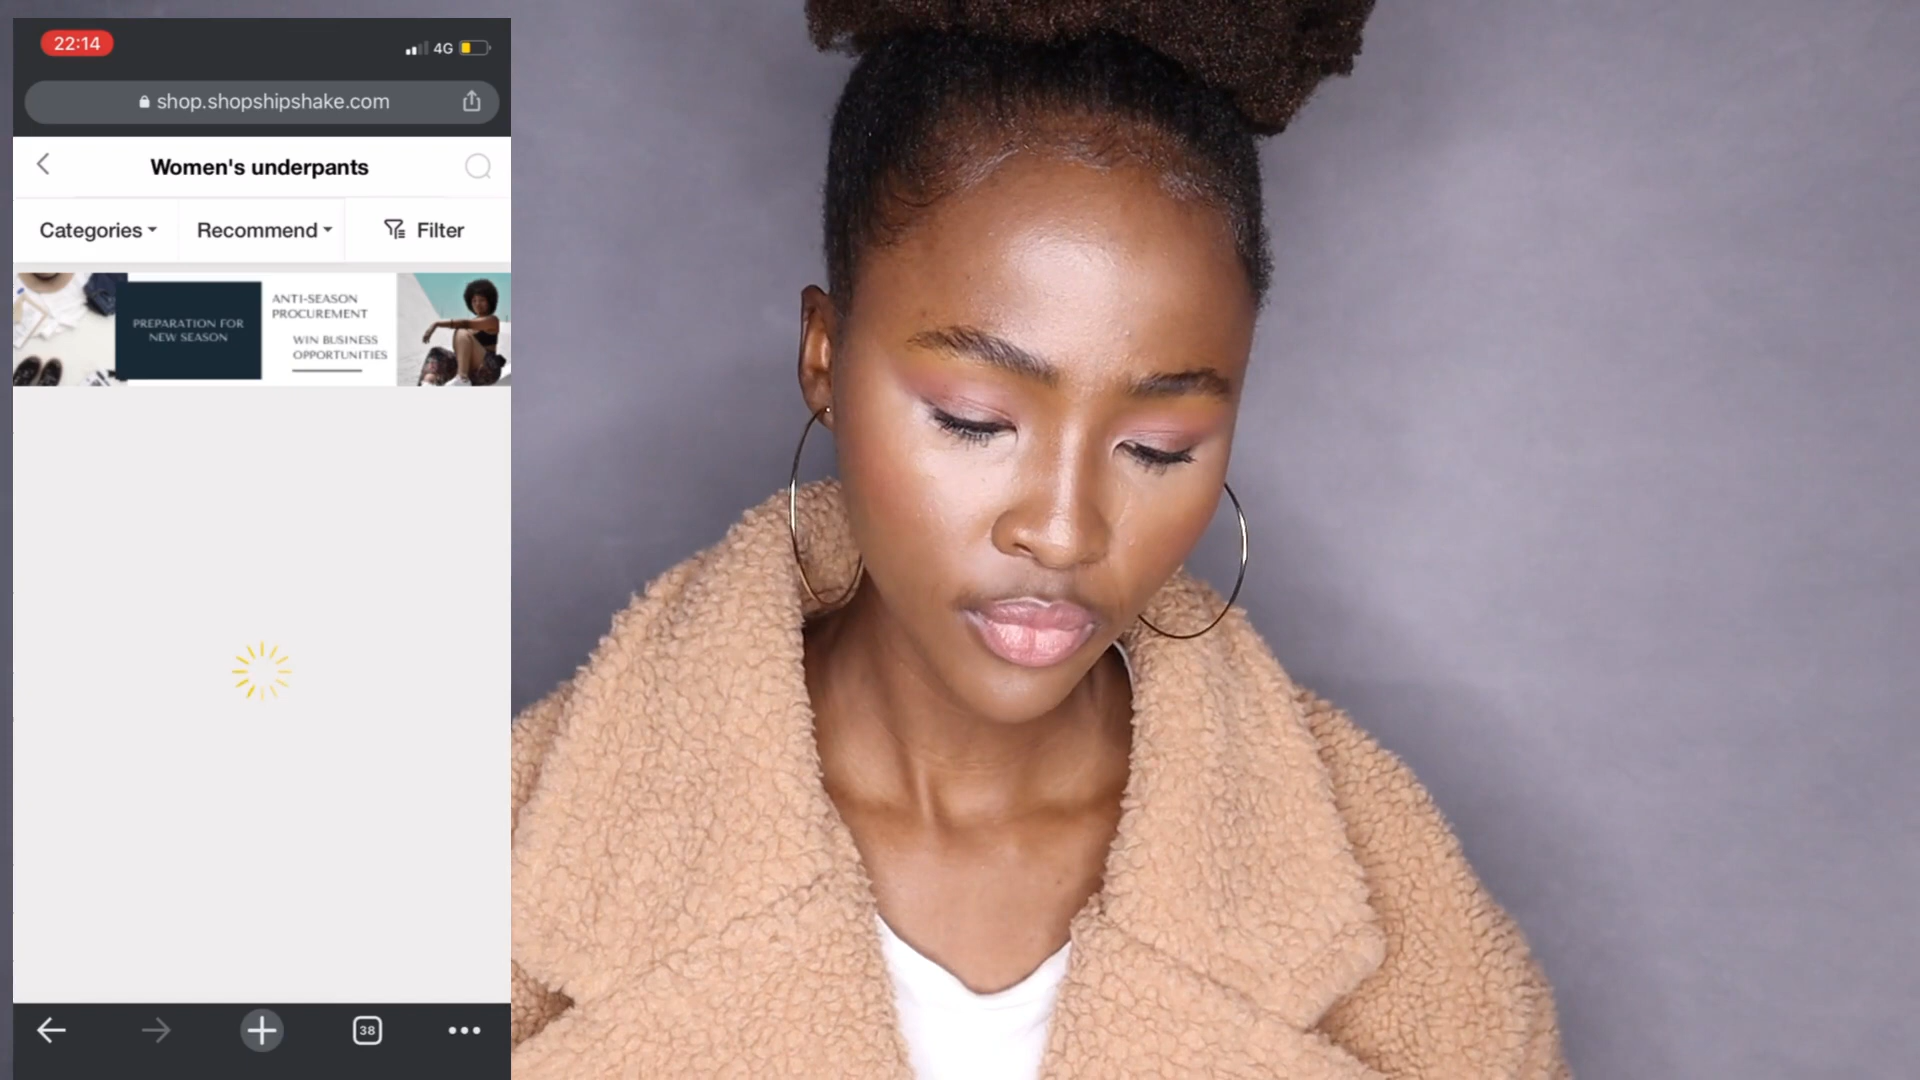 22:14
4G
shop.shopshipshake.com
Women's underpants
Categories
Recommend
Filter
PREPARATION FOR
NEW SEASON
ANTI-SEASON
PROCUREMENT
WIN BUSINESS
OPPORTUNITIES
38